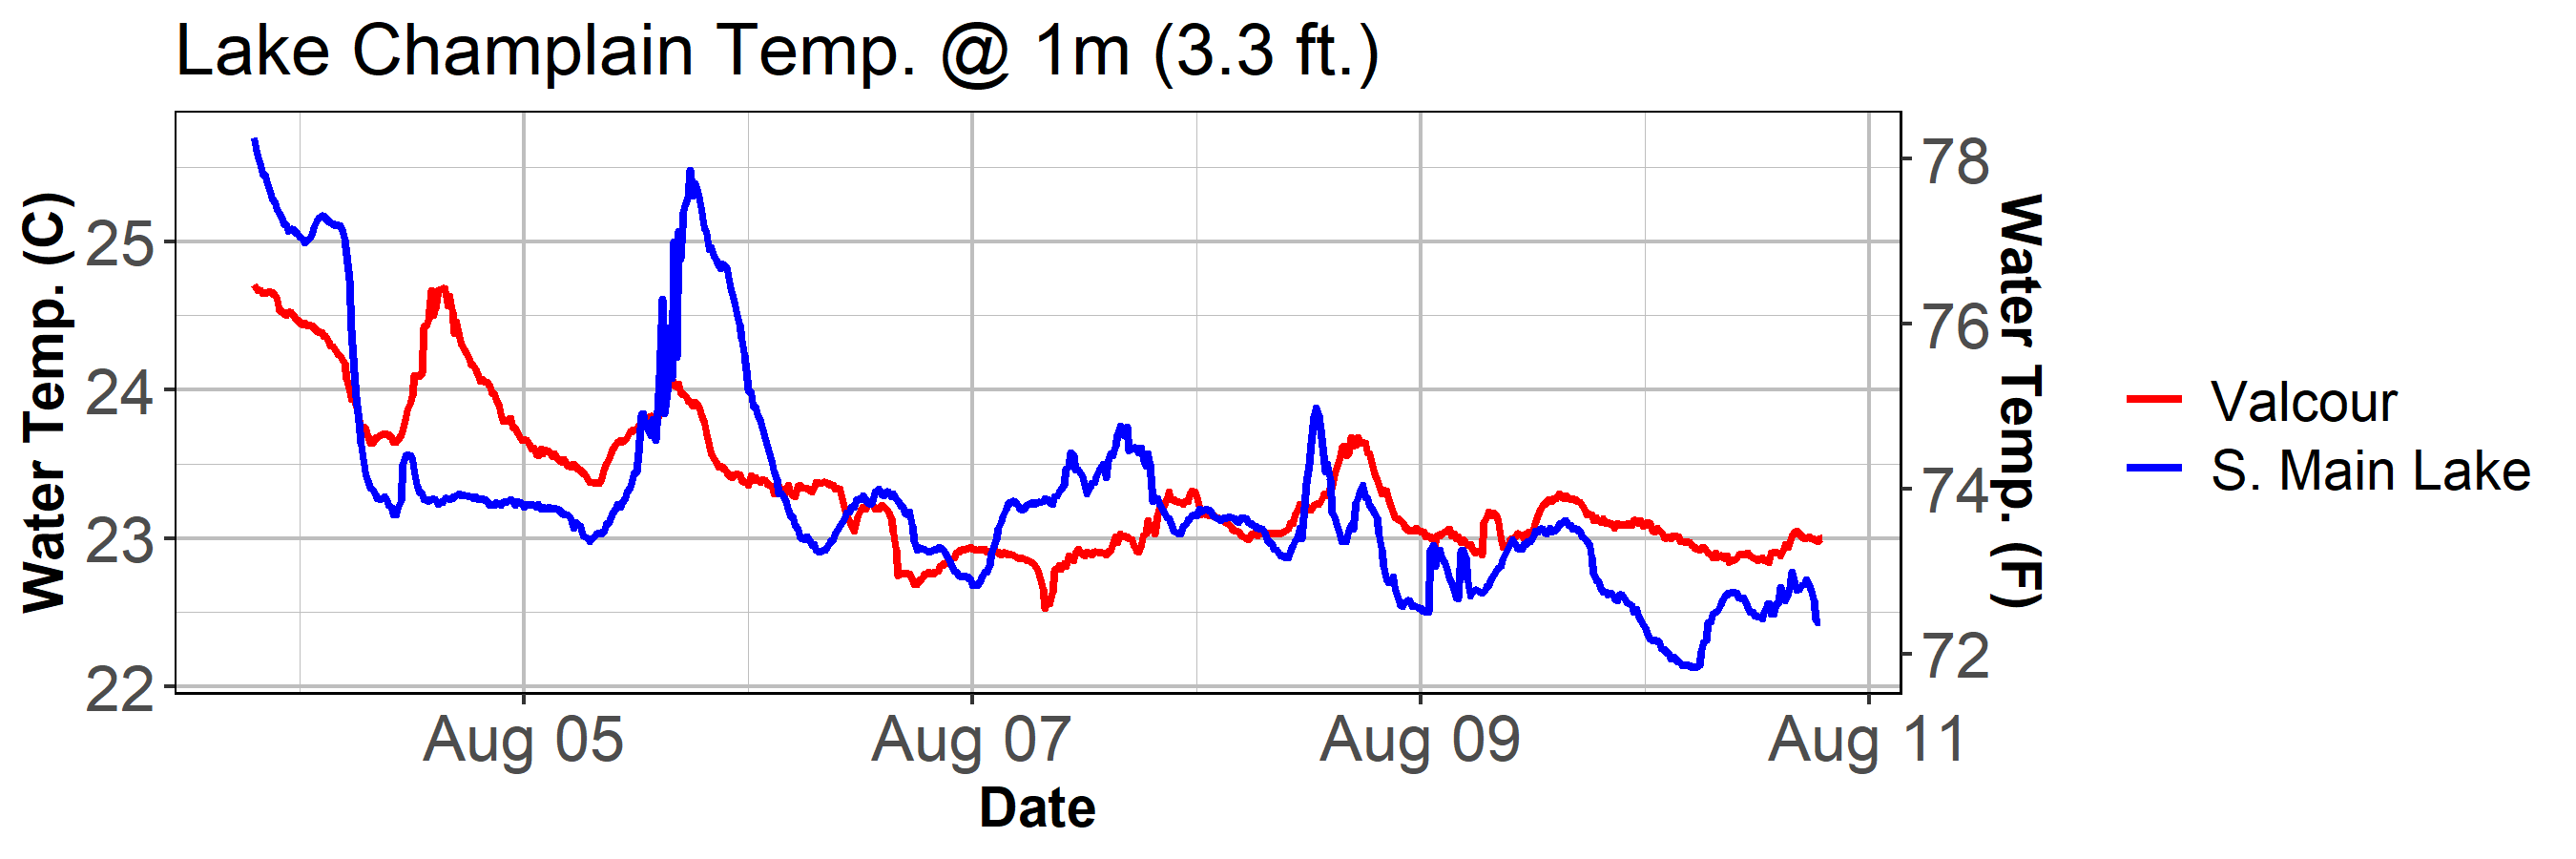 Lake Champlain Temp. @ 1m (3.3 ft.)
Water Temp. (C)
25
24
23
22
78
76
74
72
Water Temp. (F)
Aug 05
Aug 07
Aug 09
Aug 11
Date
Valcour
S. Main Lake